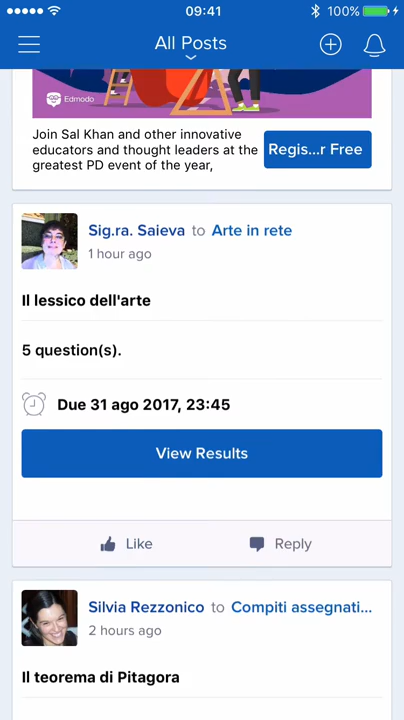 09:41
100%
All Posts
Edmodo
Join Sal Khan and other innovative
educators and thought leaders at the
greatest PD event of the year,
Regis...r Free
Sig.ra. Saieva to Arte in rete
1 hour ago
Il lessico dell'arte
5 question(s).
Due 31 ago 2017, 23:45
View Results
Like
Reply
Silvia Rezzonico to Compiti assegnati...
2 hours ago
Il teorema di Pitagora